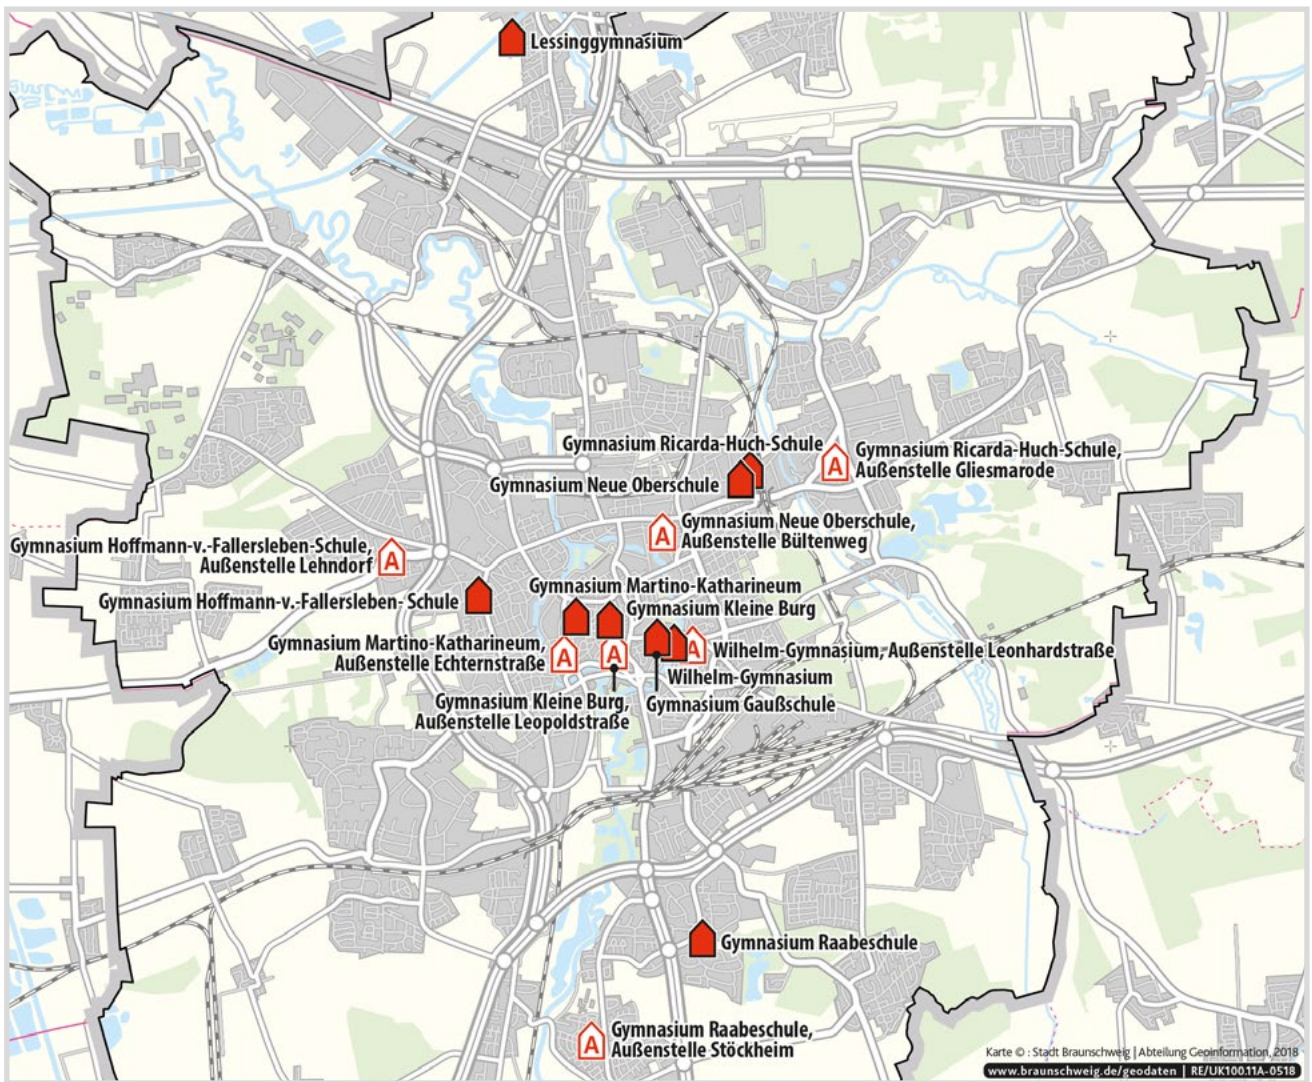 Lessinggymnasium
Gymnasium Ricarda-Huch-Schule
Gymnasium Ricarda-Huch-Schule,
Außenstelle Gliesmarode
A
Gymnasium Neue Oberschule
Gymnasium Neue Oberschule,
Außenstelle Bültenweg
A
Gymnasium Hoffmann-v.-Fallersleben-Schule,
Außenstelle Lehndorf
A
Gymnasium Hoffmann-v.-Fallersleben- Schule
Gymnasium Martino-Katharineum
Gymnasium Kleine Burg
Gymnasium Martino-Katharineum,
Außenstelle Echternstraße
A
A
A
Wilhelm-Gymnasium, Außenstelle Leonhardstraße
Wilhelm-Gymnasium
Gymnasium Kleine Burg,
Außenstelle Leopoldstraße
Gymnasium Gaußschule
Gymnasium Raabeschule
A
Gymnasium Raabeschule,
Außenstelle Stöckheim
Karte © : Stadt Braunschweig | Abteilung Geoinformation, 2018
www.braunschweig.de/geodaten | RE/UK100.11A-0518